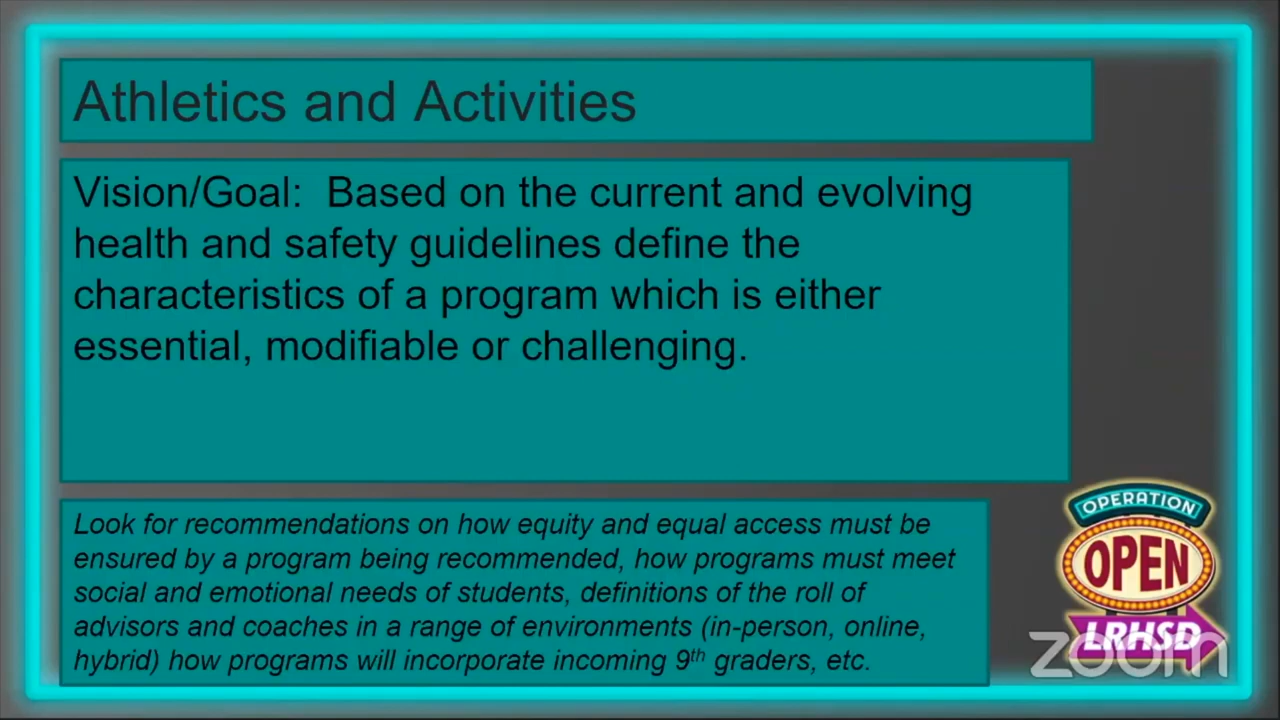 Athletics and Activities
Vision/Goal:  Based on the current and evolving
health and safety guidelines define the
characteristics of a program which is either
essential, modifiable or challenging.
Look for recommendations on how equity and equal access must be
ensured by a program being recommended, how programs must meet
social and emotional needs of students, definitions of the roll of
advisors and coaches in a range of environments (in-person, online,
hybrid) how programs will incorporate incoming 9th graders, etc.
OPERATION
OPEN
LRHSD
zoom